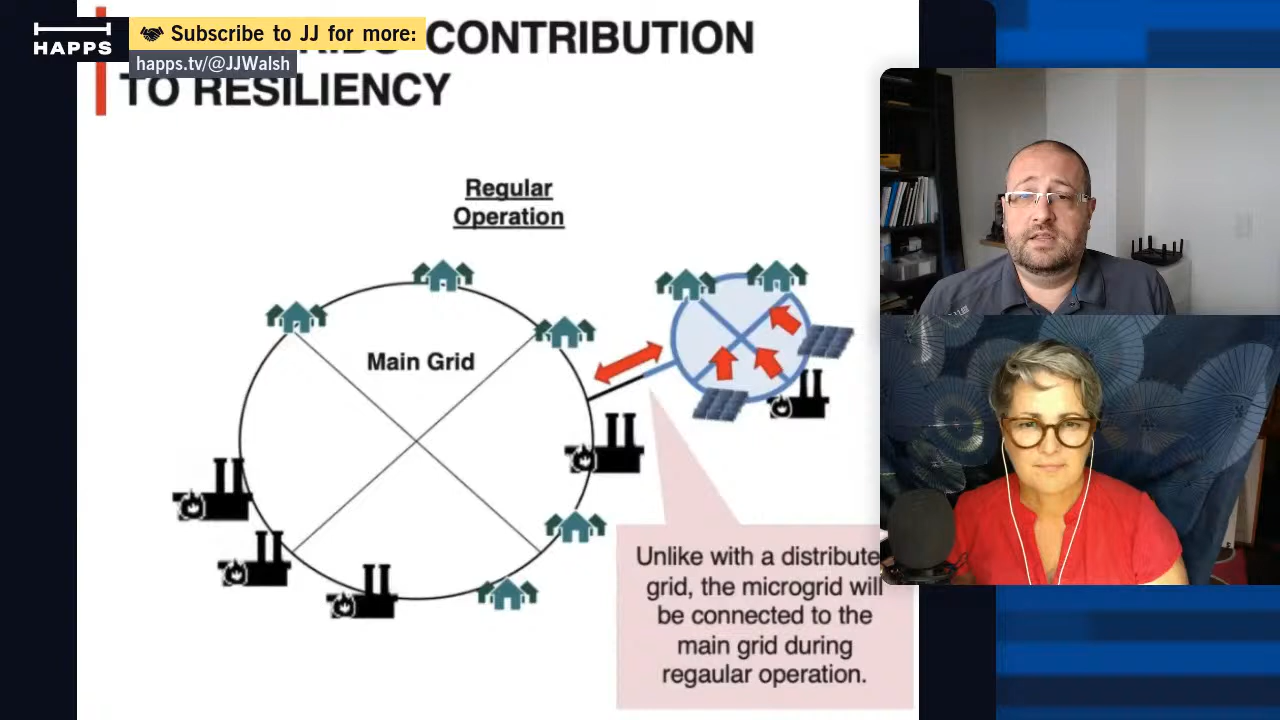 HAPPS
Subscribe to JJ for more:
happs.tv/@JJWalsh
CONTRIBUTION
TO RESILIENCY
Regular
Operation
Main Grid
Unlike with a distribute
grid, the microgrid will
be connected to the
main grid during
regaular operation.